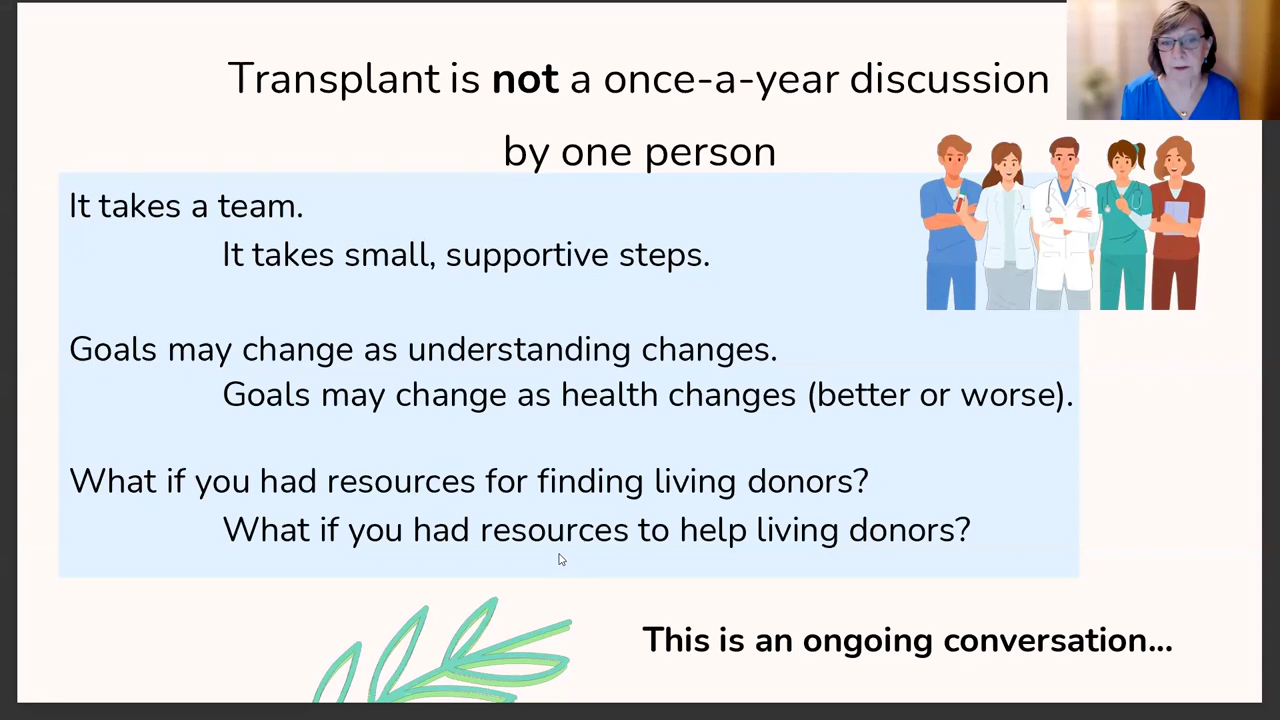 Transplant is not a once-a-year discussion
by one person
It takes a team.
It takes small, supportive steps.
Goals may change as understanding changes.
Goals may change as health changes (better or worse).
What if you had resources for finding living donors?
What if you had resources to help living donors?
This is an ongoing conversation...